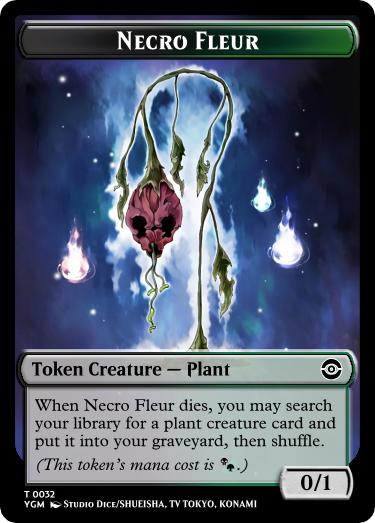 Necro Fleur
Token Creature — Plant
When Necro Fleur dies, you may search
your library for a plant creature card and
put it into your graveyard, then shuffle.
(This token's mana cost is .)
0/1
T 0032
YGM Studio Dice/SHUEISHA, TV TOKYO, KONAMI